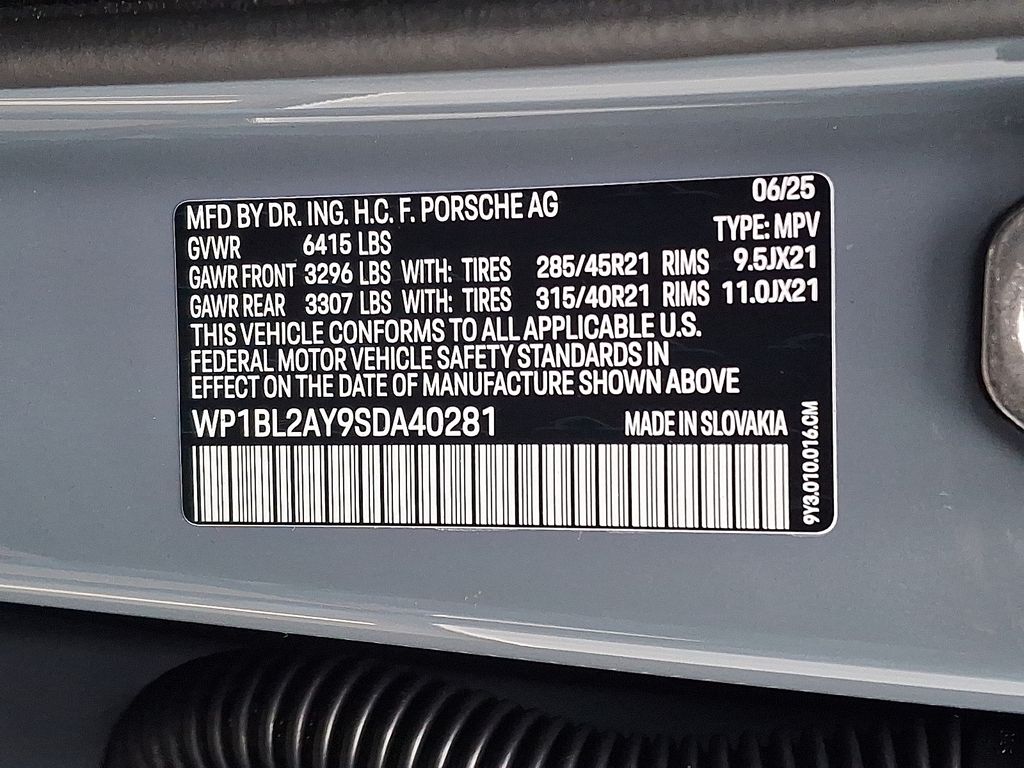 06/25
MFD BY DR. ING. H.C. F. PORSCHE AG
TYPE: MPV
GVWR 6415 LBS
GAWR FRONT 3296 LBS WITH: TIRES 285/45R21 RIMS 9.5JX21
GAWR REAR 3307 LBS WITH: TIRES 315/40R21 RIMS 11.0JX21
THIS VEHICLE CONFORMS TO ALL APPLICABLE U.S.
FEDERAL MOTOR VEHICLE SAFETY STANDARDS IN
EFFECT ON THE DATE OF MANUFACTURE SHOWN ABOVE
WP1BL2AY9SDA40281 MADE IN SLOVAKIA
9Y3.010.016.CM